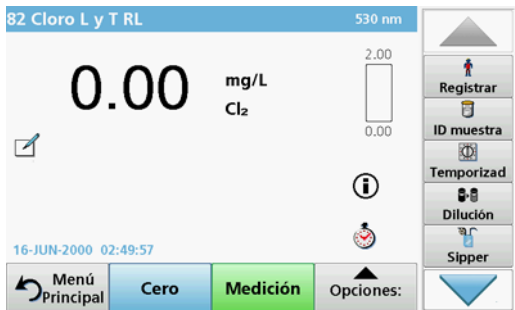 82 Cloro L y T RL
530 nm
0.00
mg/L
Cl₂
2.00
0.00
16-JUN-2000 02:49:57
Menú
Principal
Cero
Medición
Opciones:
Registrar
ID muestra
Temporizad
Dilución
Sipper